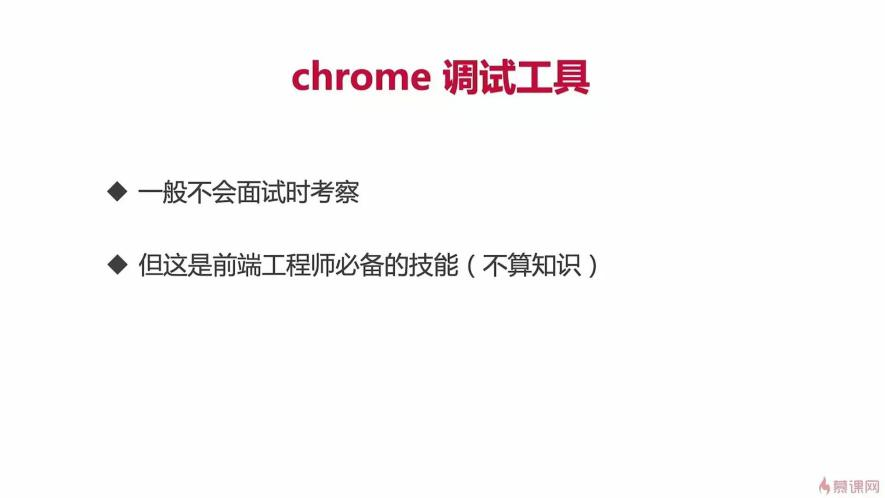 chrome 调试工具
◆ 一般不会面试时考察
◆ 但这是前端工程师必备的技能（不算知识）
慕课网